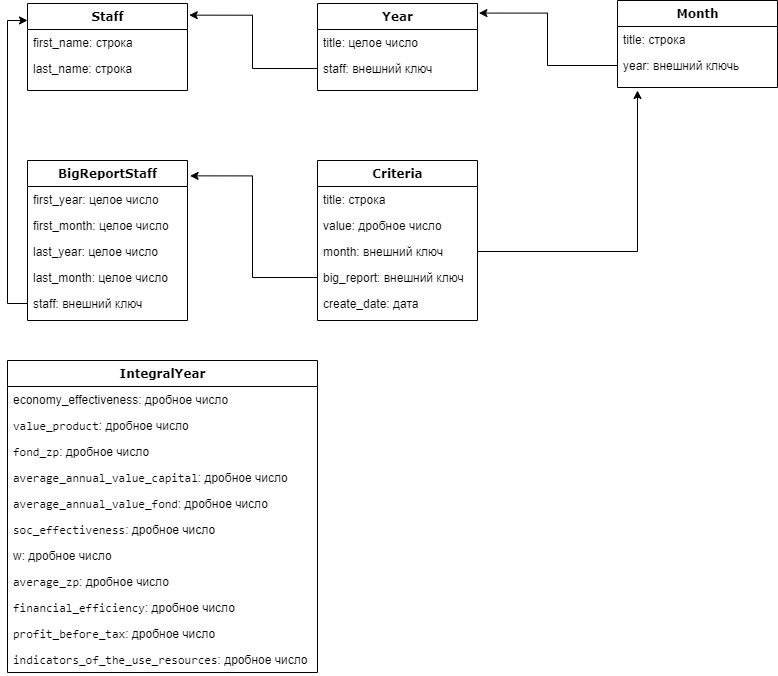 Staff
first_name: строка
last_name: строка
Year
title: целое число
staff: внешний ключ
Month
title: строка
year: внешний ключь
BigReportStaff
first_year: целое число
first_month: целое число
last_year: целое число
last_month: целое число
staff: внешний ключ
Criteria
title: строка
value: дробное число
month: внешний ключ
big_report: внешний ключ
create_date: дата
IntegralYear
economy_effectiveness: дробное число
value_product: дробное число
fond_zp: дробное число
average_annual_value_capital: дробное число
average_annual_value_fond: дробное число
soc_effectiveness: дробное число
w: дробное число
average_zp: дробное число
financial_efficiency: дробное число
profit_before_tax: дробное число
indicators_of_the_use_resources: дробное число